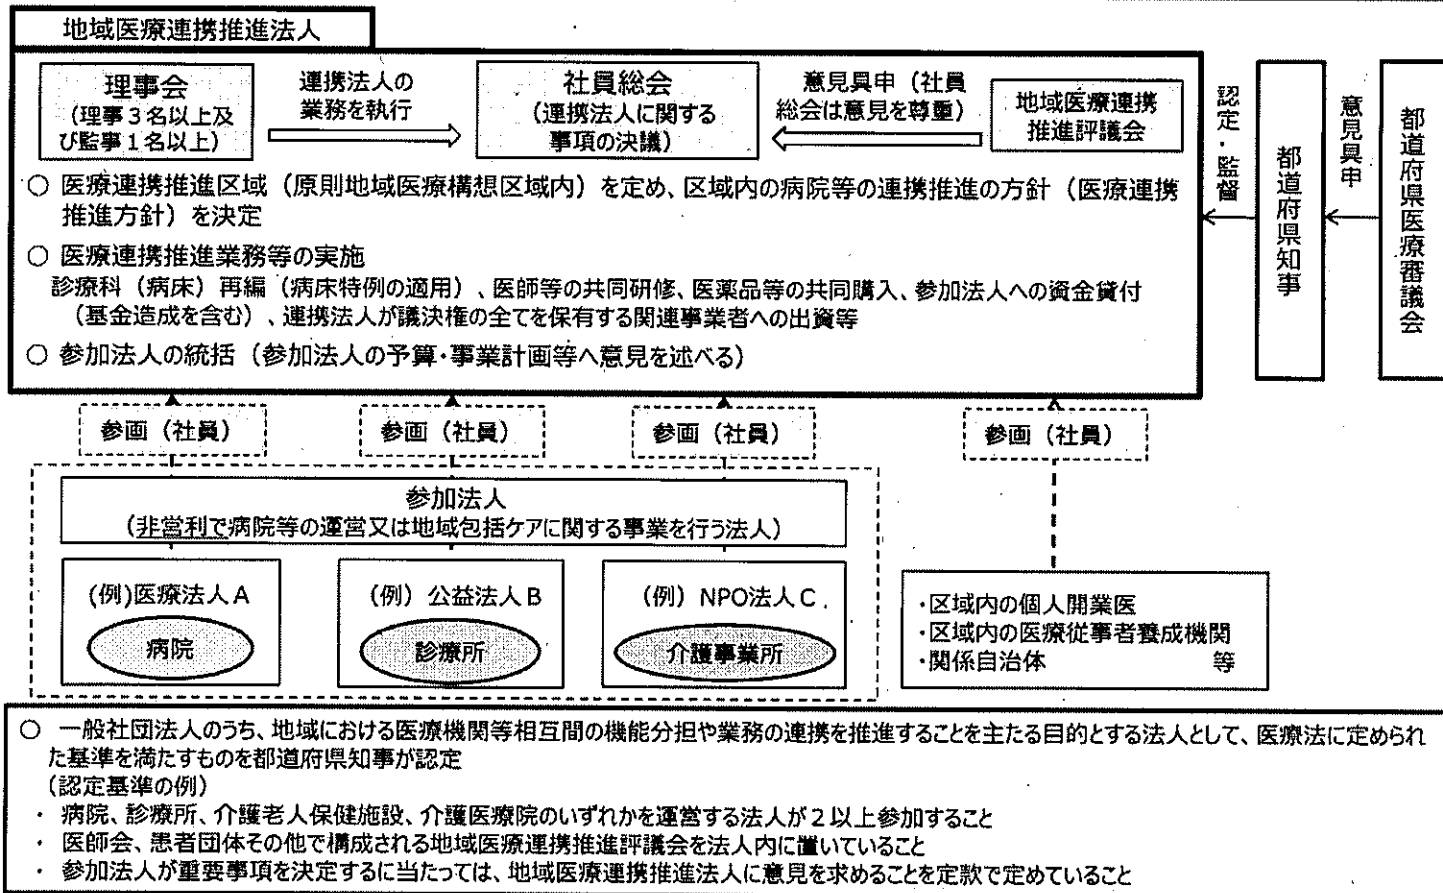 地域医療連携推進法人
理事会
(理事3名以上及
び監事1名以上)
連携法人の
業務を執行
社員総会
(連携法人に関する
事項の決議)
意見具申(社員
総会は意見を尊重)
地域医療連携
推進評議会
認定・監督
都道府県知事
意見具申
都道府県医療審議会
○ 医療連携推進区域(原則地域医療構想区域内)を定め、区域内の病院等の連携推進の方針(医療連携
推進方針)を決定
○ 医療連携推進業務等の実施
診療科(病床)再編(病床特例の適用)、医師等の共同研修、医薬品等の共同購入、参加法人への資金貸付
(基金造成を含む)、連携法人が議決権の全てを保有する関連事業者への出資等
○ 参加法人の統括(参加法人の予算・事業計画等へ意見を述べる)
参画(社員)
参画(社員)
参画(社員)
参画(社員)
参加法人
(非営利で病院等の運営又は地域包括ケアに関する事業を行う法人)
(例)医療法人A
病院
(例)公益法人B
診療所
(例)NPO法人C
介護事業所
・区域内の個人開業医
・区域内の医療従事者養成機関
・関係自治体 等
○ 一般社団法人のうち、地域における医療機関等相互間の機能分担や業務の連携を推進することを主たる目的とする法人として、医療法に定められ
た基準を満たすものを都道府県知事が認定
(認定基準の例)
・ 病院、診療所、介護老人保健施設、介護医療院のいずれかを運営する法人が2以上参加すること
・ 医師会、患者団体その他で構成される地域医療連携推進評議会を法人内に置いていること
・ 参加法人が重要事項を決定するに当たっては、地域医療連携推進法人に意見を求めることを定款で定めていること